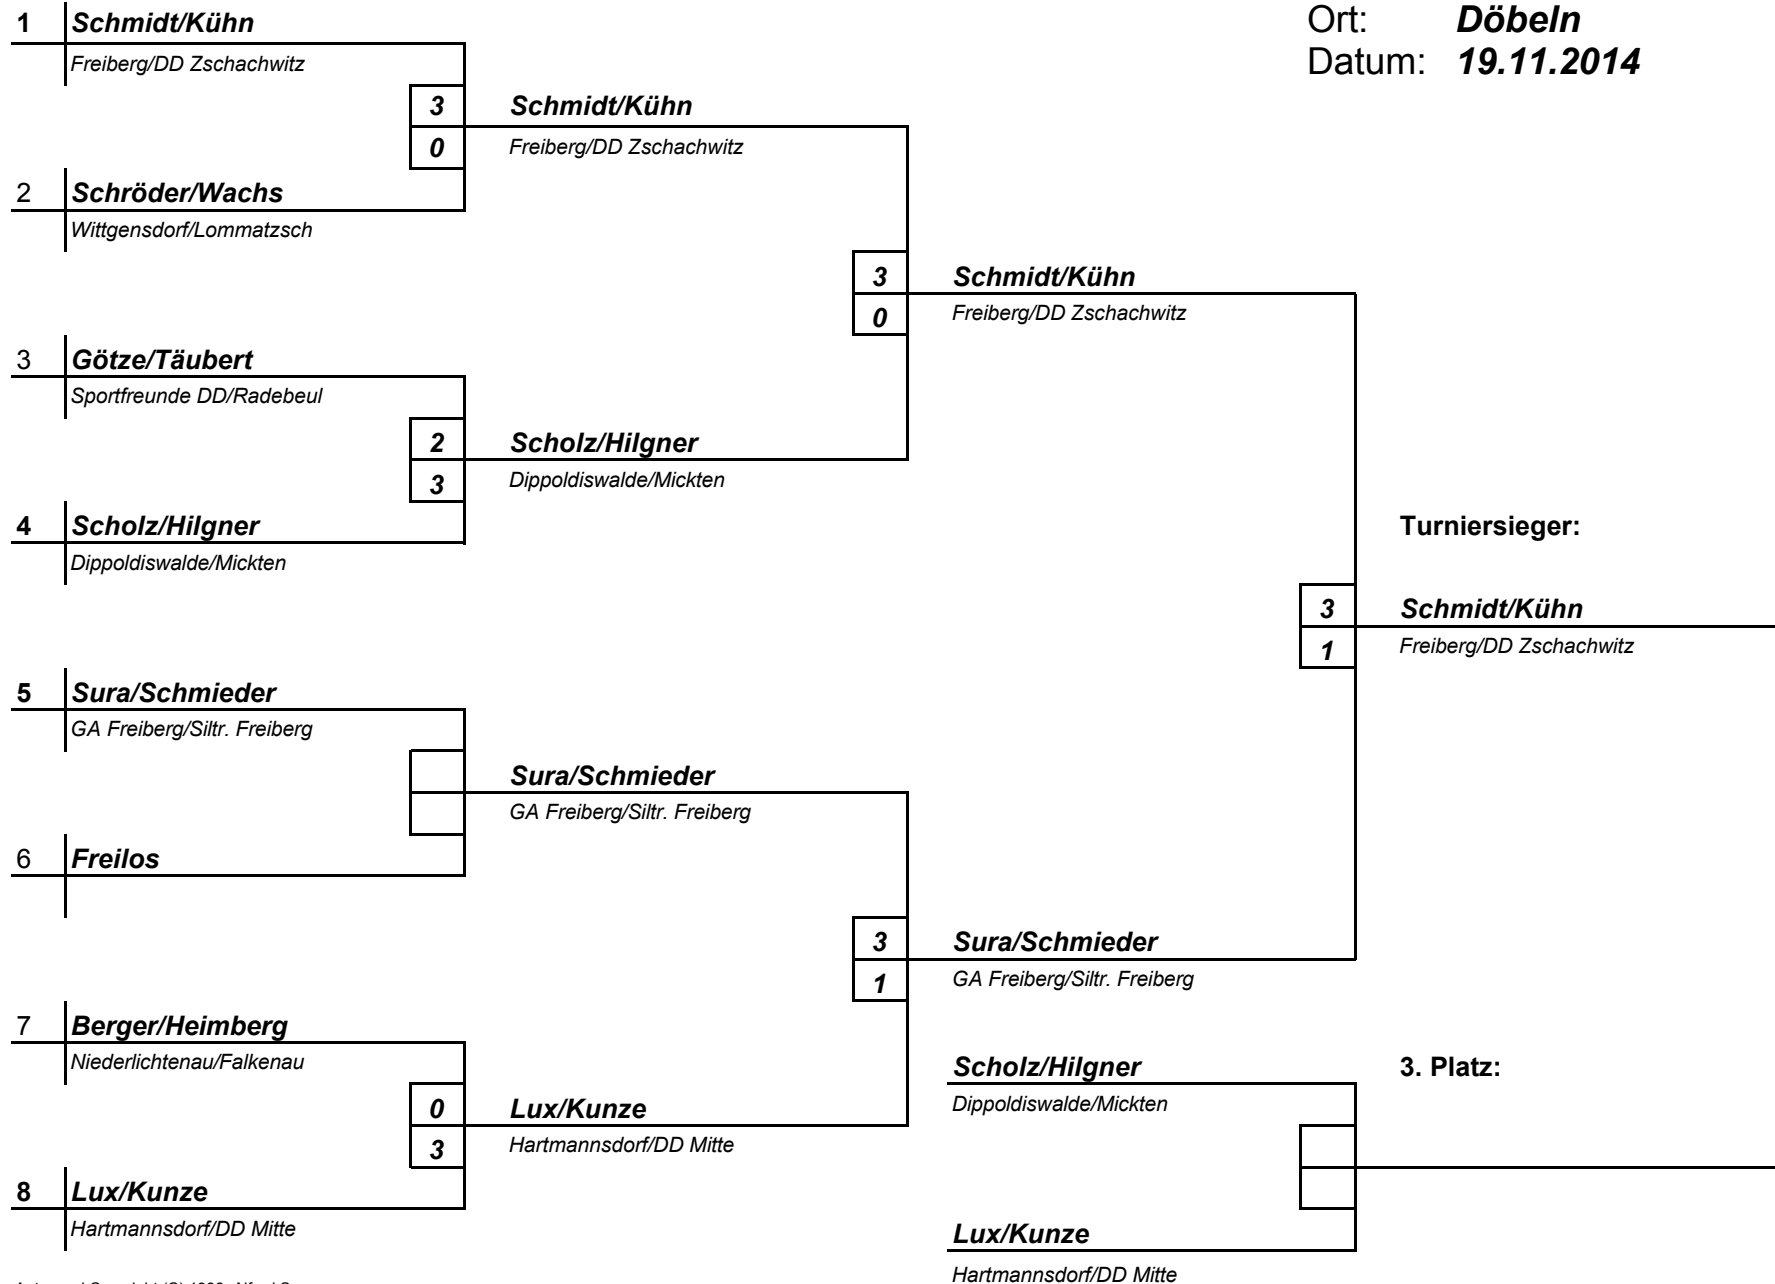 Ort: Döbeln
Datum: 19.11.2014
1 Schmidt/Kühn
Freiberg/DD Zschachwitz
3 Schmidt/Kühn
0 Freiberg/DD Zschachwitz
2 Schröder/Wachs
Wittgensdorf/Lommatzsch
3 Schmidt/Kühn
0 Freiberg/DD Zschachwitz
3 Götze/Täubert
Sportfreunde DD/Radebeul
2 Scholz/Hilgner
3 Dippoldiswalde/Mickten
4 Scholz/Hilgner
Dippoldiswalde/Mickten
Turniersieger:
3 Schmidt/Kühn
1 Freiberg/DD Zschachwitz
5 Sura/Schmieder
GA Freiberg/Siltr. Freiberg
Sura/Schmieder
GA Freiberg/Siltr. Freiberg
6 Freilos
3 Sura/Schmieder
1 GA Freiberg/Siltr. Freiberg
7 Berger/Heimberg
Niederlichtenau/Falkenau
0 Lux/Kunze
3 Hartmannsdorf/DD Mitte
8 Lux/Kunze
Hartmannsdorf/DD Mitte
Scholz/Hilgner
Dippoldiswalde/Mickten
3. Platz:
Lux/Kunze
Hartmannsdorf/DD Mitte